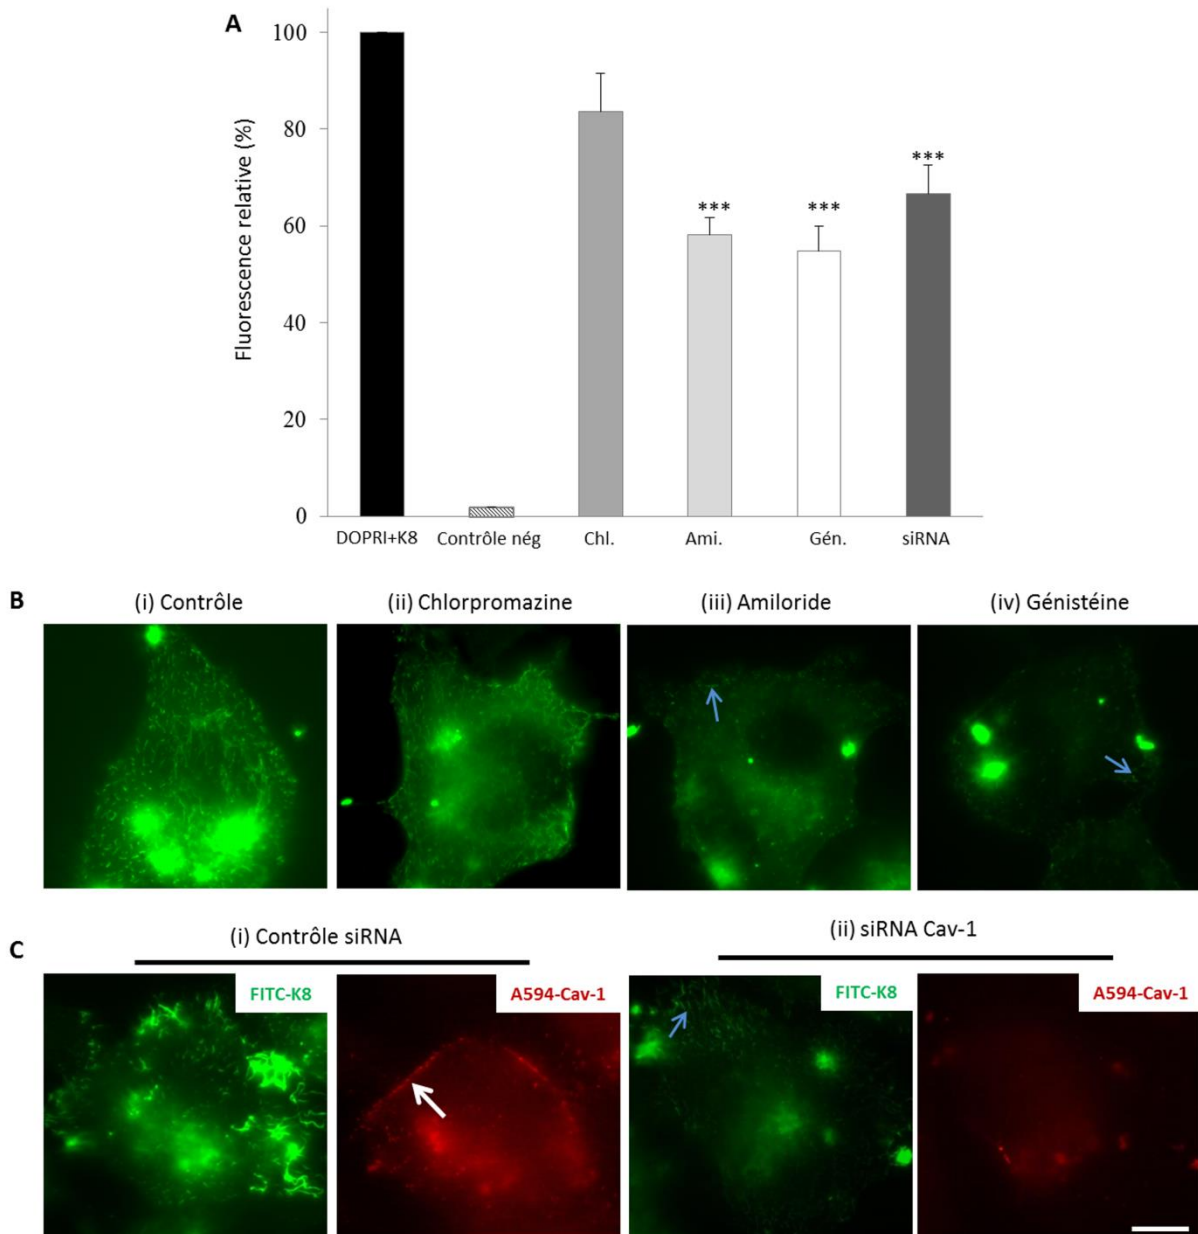 A
Fluorescence relative (%)
100
80
60
40
20
0
***
***
***
DOPRI+K8 Contrôle nég Chl. Ami. Gén. siRNA
B
(i) Contrôle (ii) Chlorpromazine (iii) Amiloride (iv) Génistéine
C
(i) Contrôle siRNA (ii) siRNA Cav-1
FITC-K8 A594-Cav-1 FITC-K8 A594-Cav-1